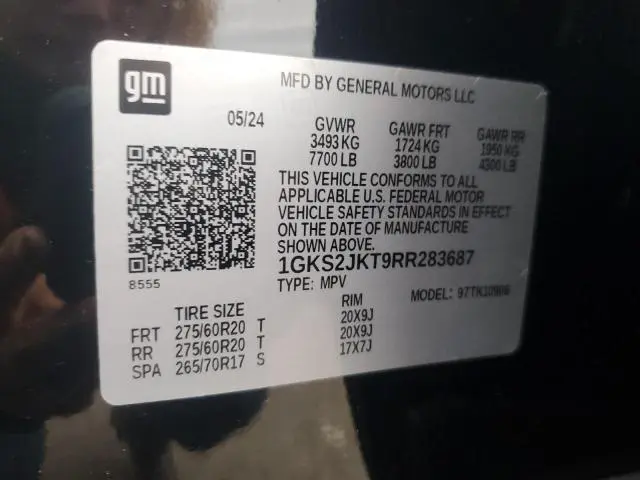 gm
MFD BY GENERAL MOTORS LLC
05/24 GVWR GAWR FRT GAWR RR
3493 KG 1724 KG 1950 KG
7700 LB 3800 LB 4300 LB
THIS VEHICLE CONFORMS TO ALL
APPLICABLE U.S. FEDERAL MOTOR
VEHICLE SAFETY STANDARDS IN EFFECT
ON THE DATE OF MANUFACTURE
SHOWN ABOVE.
1GKS2JKT9RR283687
8555
TYPE: MPV MODEL:
TIRE SIZE RIM
FRT 275/60R20 T 20X9J
RR 275/60R20 T 20X9J
SPA 265/70R17 S 17X7J